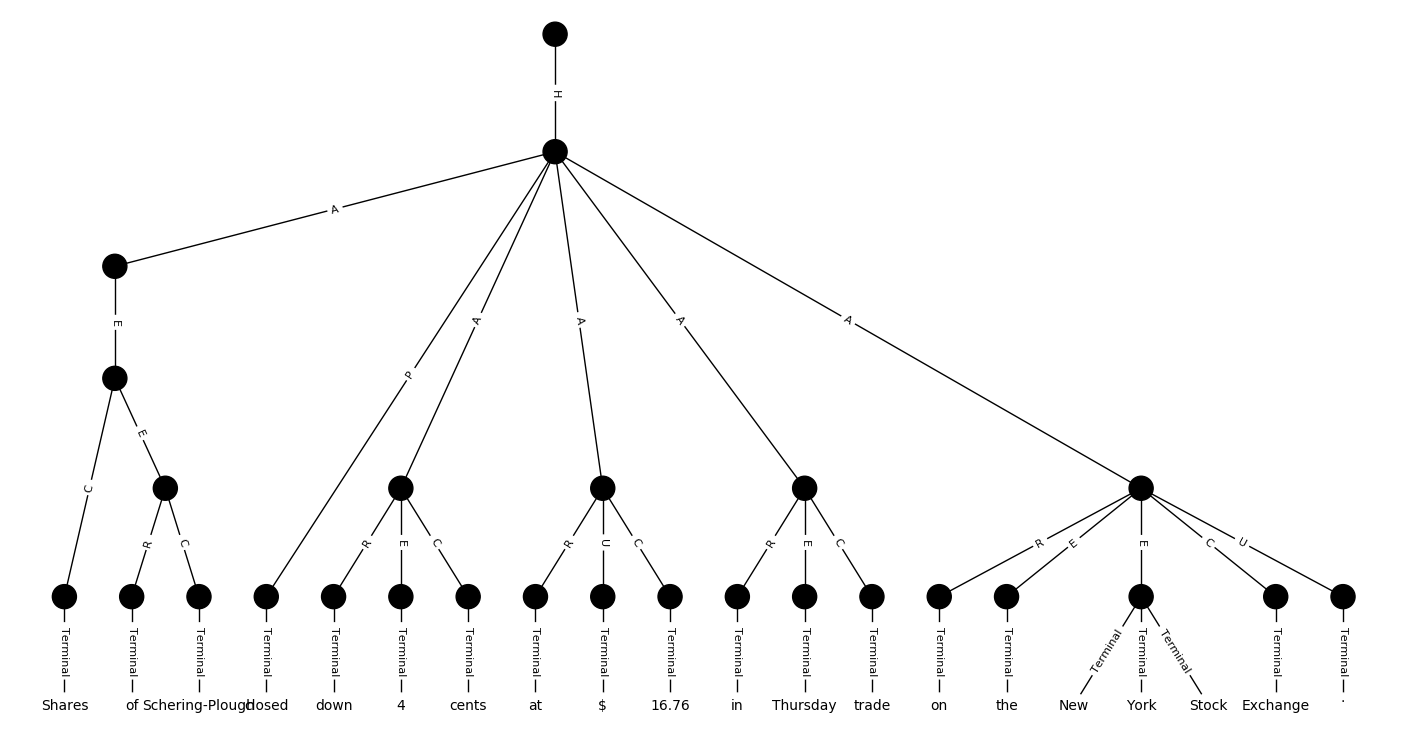 H
A
E
P
A
A
A
A
E
C
R
C
R
E
C
R
U
C
R
E
C
R
E
E
C
U
Terminal Terminal Terminal Terminal Terminal Terminal Terminal Terminal Terminal Terminal Terminal Terminal Terminal Terminal Terminal Terminal Terminal Terminal Terminal Terminal
Shares of Schering-Plough closed down 4 cents at $ 16.76 in Thursday trade on the New York Stock Exchange .